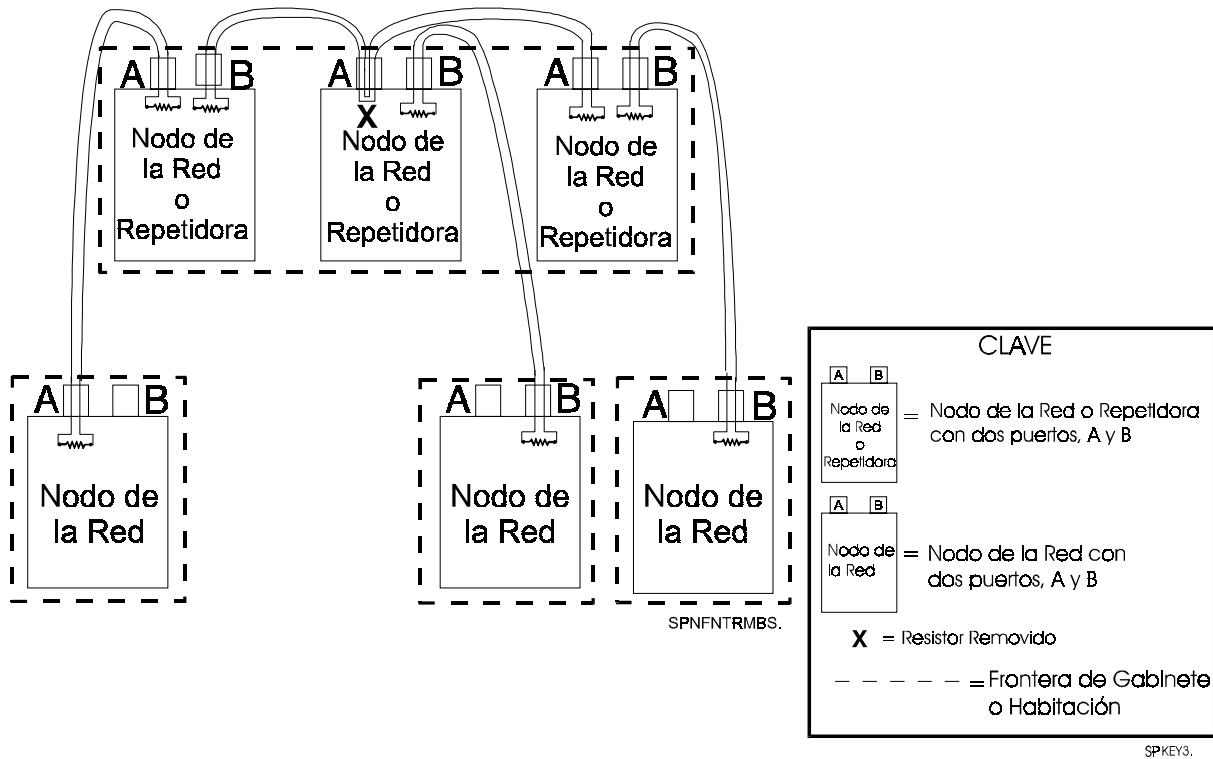 A B
Nodo de
la Red
o
Repetidora
A B
X
Nodo de
la Red
o
Repetidora
A B
Nodo de
la Red
o
Repetidora
A B
Nodo de
la Red
A B
Nodo de
la Red
A B
Nodo de
la Red
SPNFNTRMBS.
CLAVE
A B
Nodo de
la Red
o
Repetidora
= Nodo de la Red o Repetidora
con dos puertos, A y B
A B
Nodo de
la Red
= Nodo de la Red con
dos puertos, A y B
X = Resistor Removido
– – – – – – = Frontera de Gabinete
o Habitación
SPKEY3.